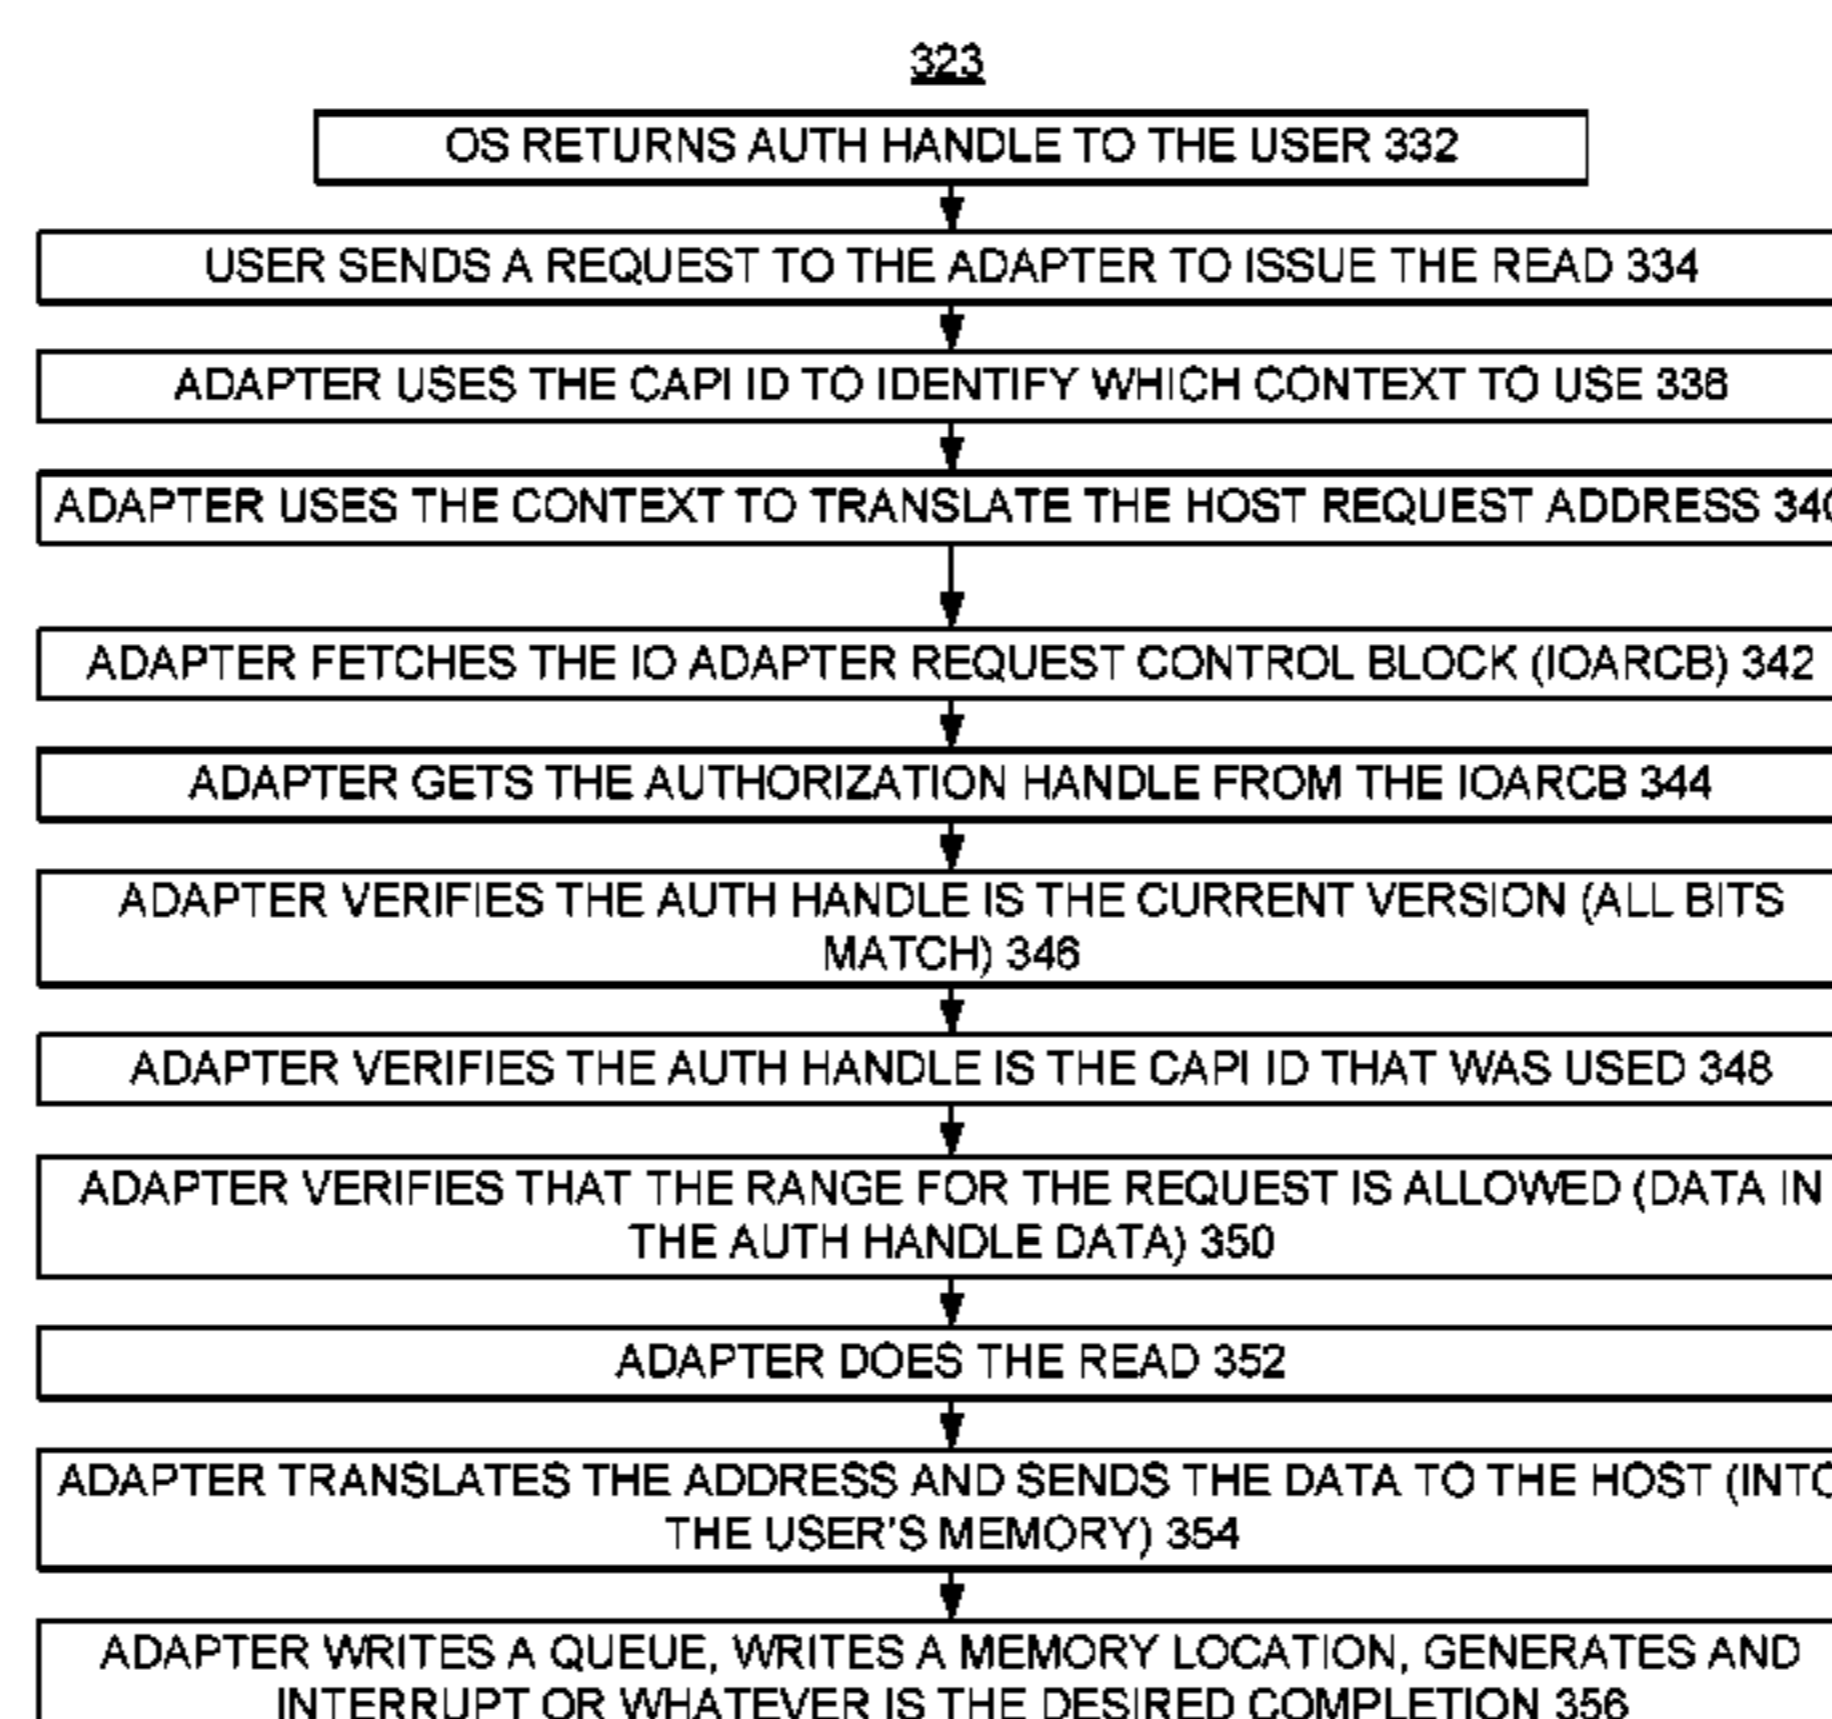 323
OS RETURNS AUTH HANDLE TO THE USER 332
USER SENDS A REQUEST TO THE ADAPTER TO ISSUE THE READ 334
ADAPTER USES THE CAPI ID TO IDENTIFY WHICH CONTEXT TO USE 336
ADAPTER USES THE CONTEXT TO TRANSLATE THE HOST REQUEST ADDRESS 340
ADAPTER FETCHES THE IO ADAPTER REQUEST CONTROL BLOCK (IOARCB) 342
ADAPTER GETS THE AUTHORIZATION HANDLE FROM THE IOARCB 344
ADAPTER VERIFIES THE AUTH HANDLE IS THE CURRENT VERSION (ALL BITS
MATCH) 346
ADAPTER VERIFIES THE AUTH HANDLE IS THE CAPI ID THAT WAS USED 348
ADAPTER VERIFIES THAT THE RANGE FOR THE REQUEST IS ALLOWED (DATA IN
THE AUTH HANDLE DATA) 350
ADAPTER DOES THE READ 352
ADAPTER TRANSLATES THE ADDRESS AND SENDS THE DATA TO THE HOST (INTO
THE USER'S MEMORY) 354
ADAPTER WRITES A QUEUE, WRITES A MEMORY LOCATION, GENERATES AND
INTERRUPT OR WHATEVER IS THE DESIRED COMPLETION 356